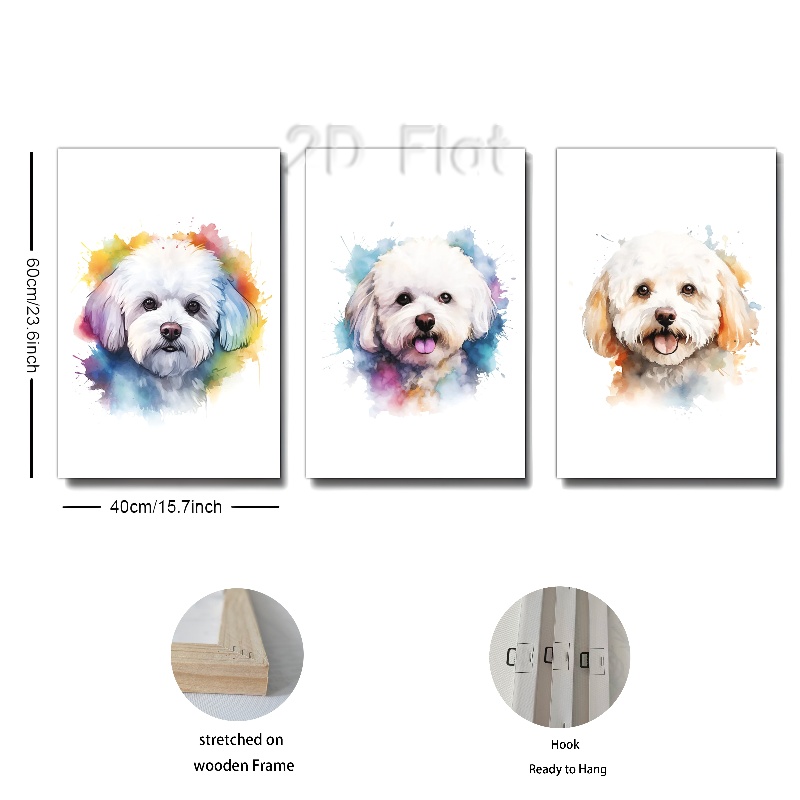 2D Flat
60cm/23.6inch
40cm/15.7inch
stretched on
wooden Frame
Hook
Ready to Hang